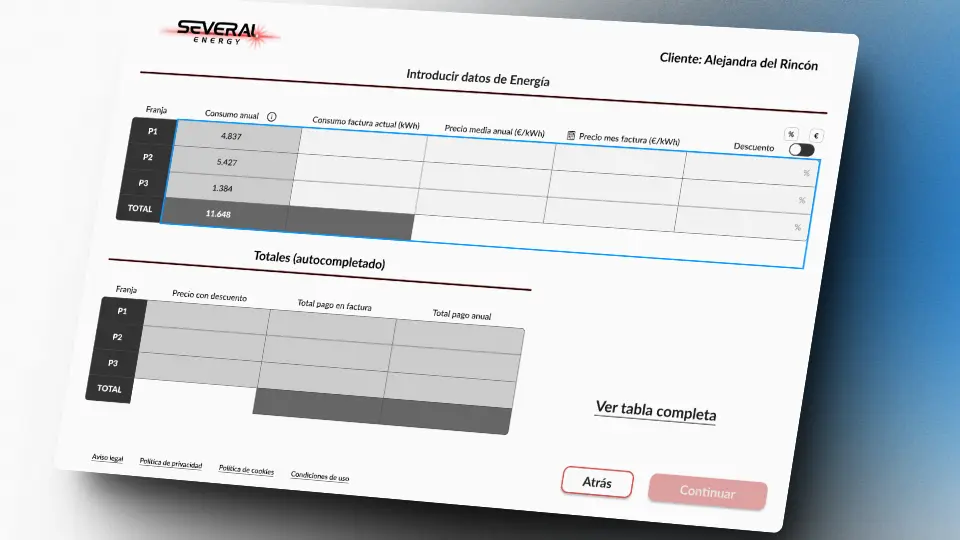 SEVERAL
ENERGY
Cliente: Alejandra del Rincón
Introducir datos de Energía
% €
Franja Consumo anual Consumo factura actual (kWh) Precio media anual (€/kWh) Precio mes factura (€/kWh) Descuento
P1 4.837 %
P2 5.427 %
P3 1.384 %
TOTAL 11.648
Totales (autocompletado)
Franja Precio con descuento Total pago en factura Total pago anual
P1
P2
P3
TOTAL
Ver tabla completa
Aviso legal Política de privacidad Política de cookies Condiciones de uso
Atrás Continuar